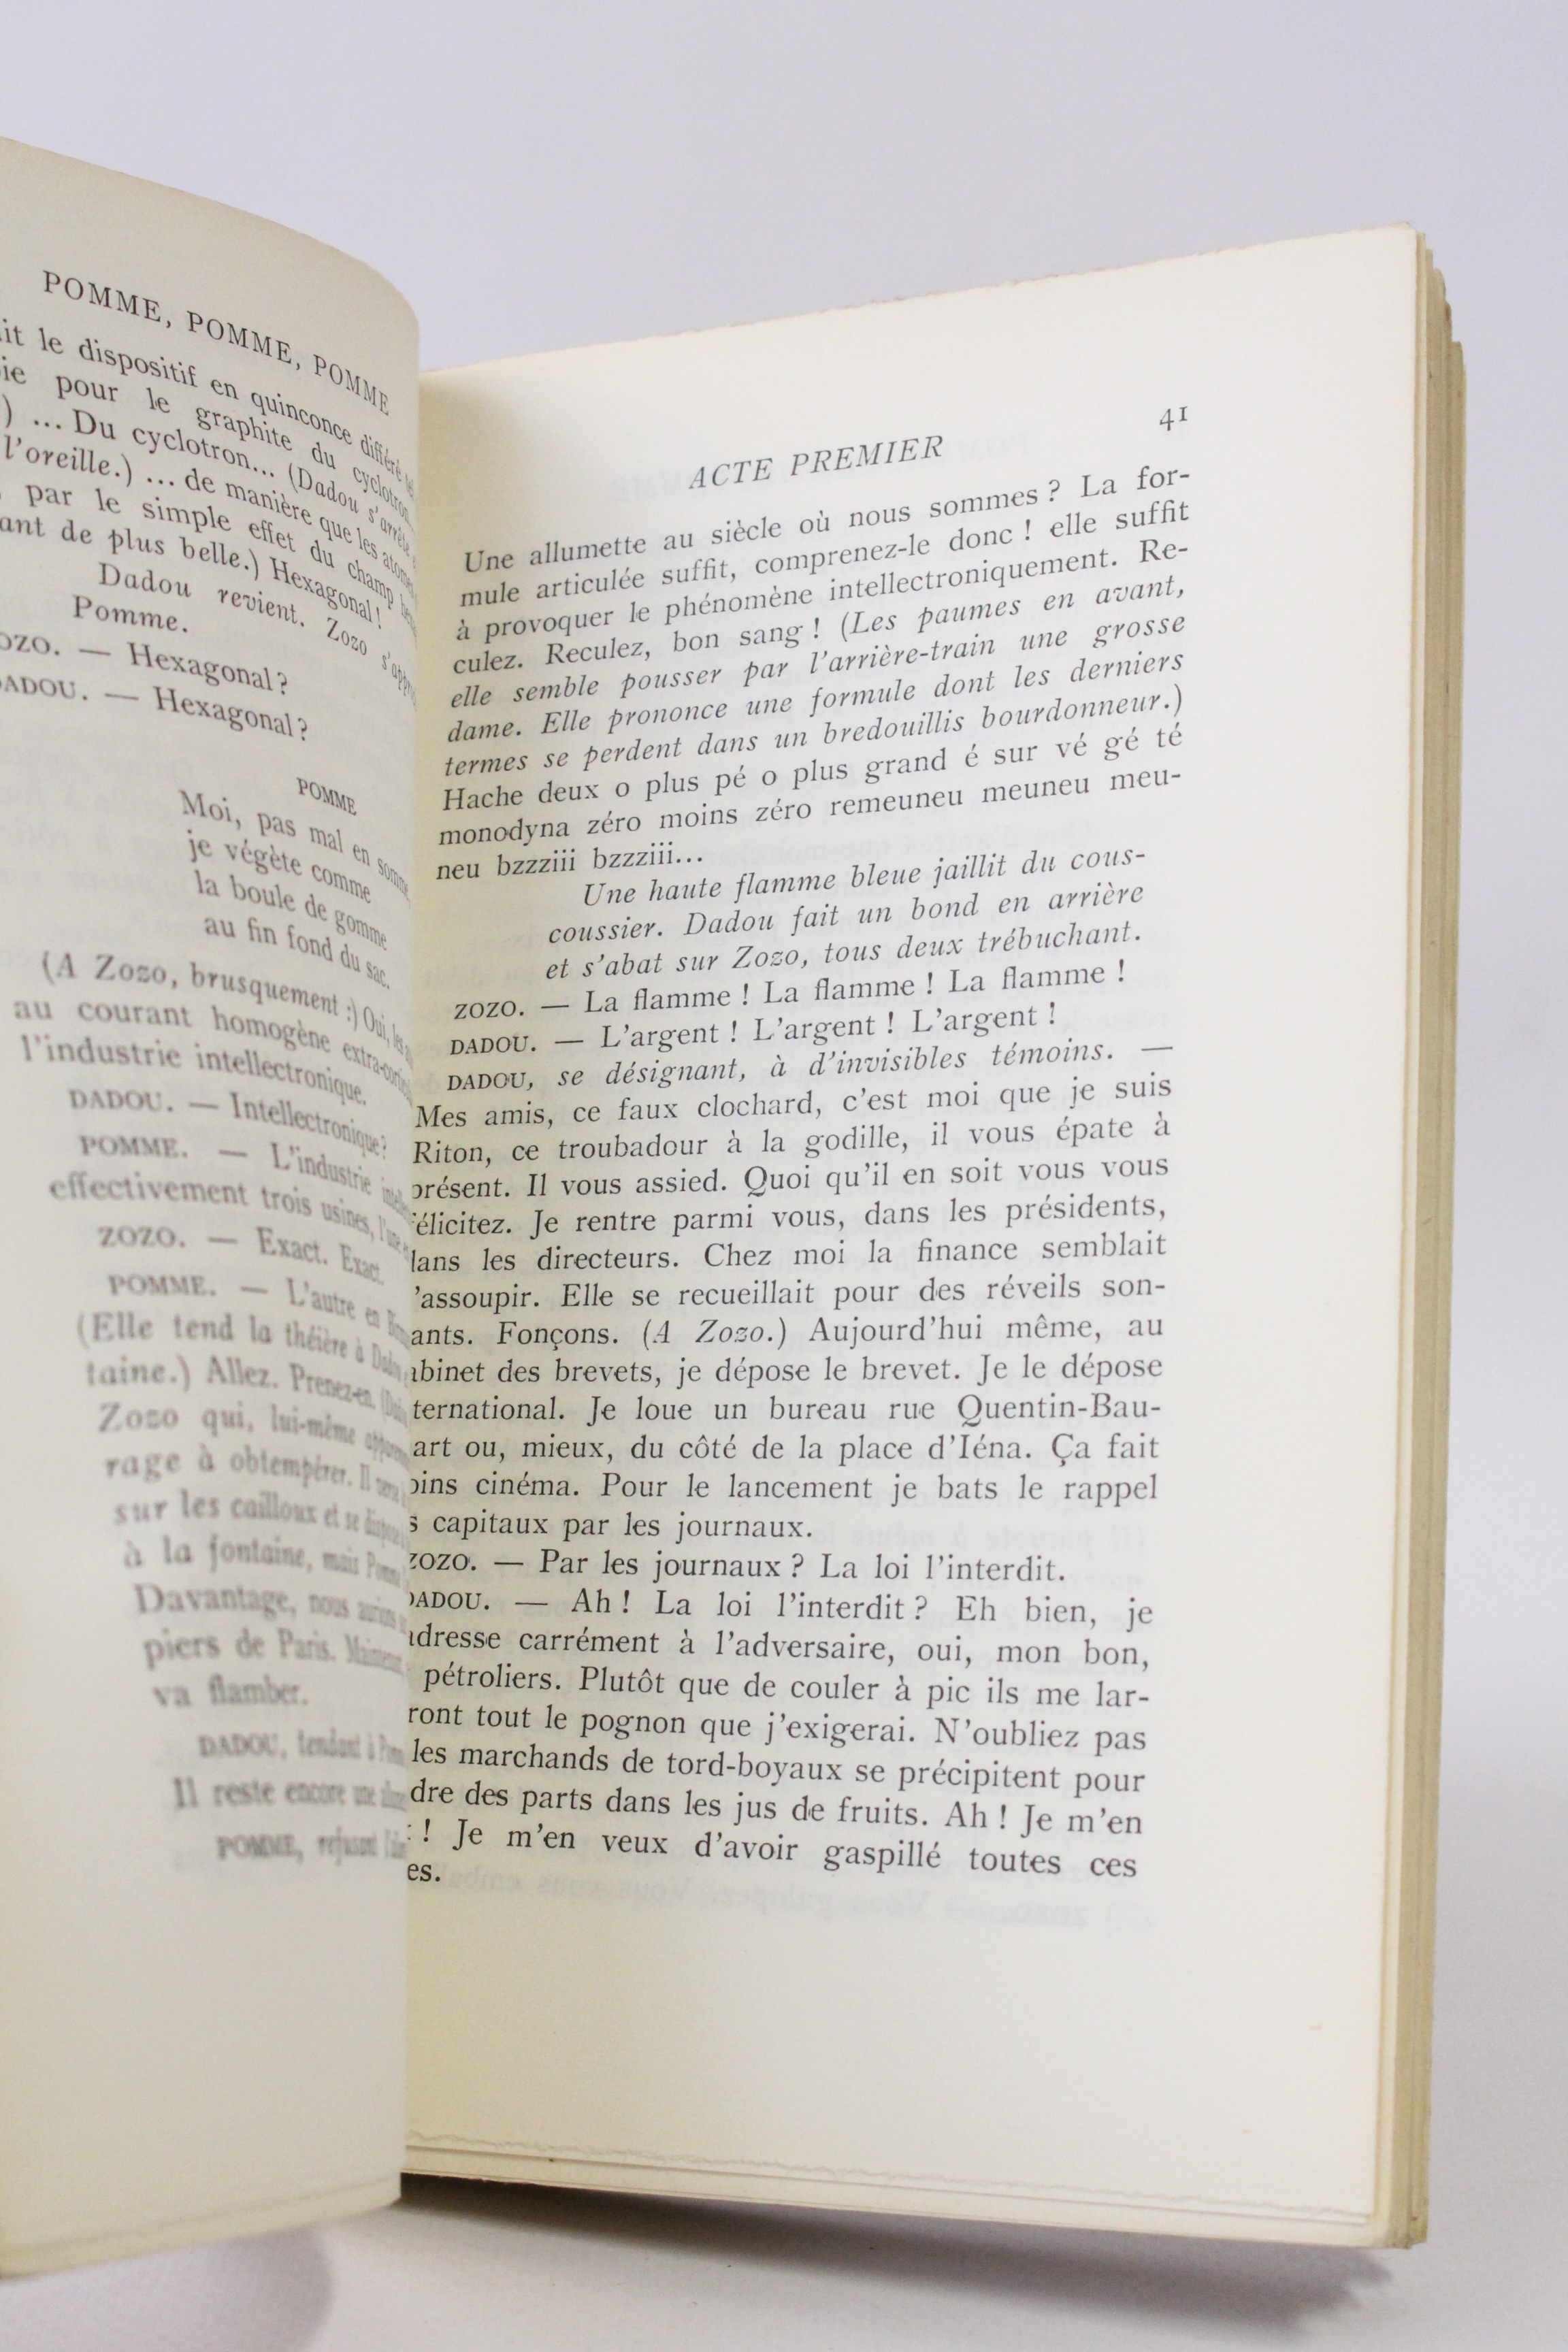 POMME, POMME, POMME
it le dispositif en quinconce différé
pour le graphite du cyclotron
) ... Du cyclotron... (Dadou s'arrête
l'oreille.) ... de manière que les atomes
par le simple effet du champ
ant de plus belle.) Hexagonal!
Dadou revient. Zozo
Pomme.
OZO. — Hexagonal?
DADOU. — Hexagonal?
POMME
Moi, pas mal en somme
je végète comme
la boule de gomme
au fin fond du sac.
(A Zozo, brusquement :) Oui,
au courant homogène
l'industrie intellectronique.
DADOU. — Intellectronique?
POMME. — L'industrie
effectivement trois usines,
ZOZO. — Exact. Exact.
POMME. — L'autre en
(Elle tend la théière à
taine.) Allez. Prenez-en.
Zozo qui, lui-même
rage à obtempérer. Il
sur les cailloux et se
à la fontaine, mais
Davantage, nous
piers de Paris.
va flamber.
DADOU, tendant à
Il reste encore une
POMME, refusant
ACTE PREMIER 41
Une allumette au siècle où nous sommes ? La for-
mule articulée suffit, comprenez-le donc ! elle suffit
à provoquer le phénomène intellectroniquement. Re-
culez. Reculez, bon sang ! (Les paumes en avant,
elle semble pousser par l'arrière-train une grosse
dame. Elle prononce une formule dont les derniers
termes se perdent dans un bredouillis bourdonneur.)
Hache deux o plus pé o plus grand é sur vé gé té
monodyna zéro moins zéro remeuneu meuneu meu-
neu bzzziii bzzziii...
Une haute flamme bleue jaillit du cous-
coussier. Dadou fait un bond en arrière
et s'abat sur Zozo, tous deux trébuchant.
ZOZO. — La flamme ! La flamme ! La flamme !
DADOU. — L'argent ! L'argent ! L'argent !
DADOU, se désignant, à d'invisibles témoins. —
Mes amis, ce faux clochard, c'est moi que je suis
Riton, ce troubadour à la godille, il vous épate à
présent. Il vous assied. Quoi qu'il en soit vous vous
félicitez. Je rentre parmi vous, dans les présidents,
dans les directeurs. Chez moi la finance semblait
'assoupir. Elle se recueillait pour des réveils son-
ants. Fonçons. (A Zozo.) Aujourd'hui même, au
abinet des brevets, je dépose le brevet. Je le dépose
ternational. Je loue un bureau rue Quentin-Bau-
art ou, mieux, du côté de la place d'Iéna. Ça fait
oins cinéma. Pour le lancement je bats le rappel
s capitaux par les journaux.
ZOZO. — Par les journaux ? La loi l'interdit.
DADOU. — Ah ! La loi l'interdit ? Eh bien, je
adresse carrément à l'adversaire, oui, mon bon,
pétroliers. Plutôt que de couler à pic ils me lar-
ront tout le pognon que j'exigerai. N'oubliez pas
les marchands de tord-boyaux se précipitent pour
dre des parts dans les jus de fruits. Ah ! Je m'en
! Je m'en veux d'avoir gaspillé toutes ces
es.